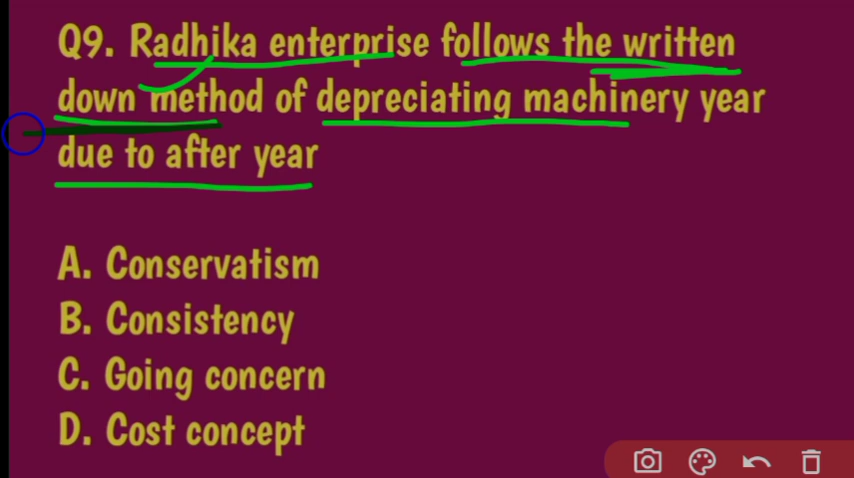 Q9. Radhika enterprise follows the written
down method of depreciating machinery year
due to after year
A. Conservatism
B. Consistency
C. Going concern
D. Cost concept